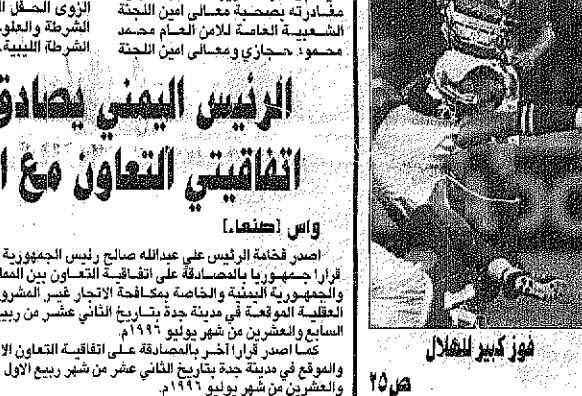 مغادرته بصحبة معالي امين اللجنة
الشعبية العامة للامن العام محمد
محمود حجازي ومعالي امين اللجنة
الشرطة والعلو
الشرطة الليبية
الرئيس اليمني يصادق
اتفاقيتي التعاون مع ا
واس [صنعاء]
اصدر فخامة الرئيس علي عبدالله صالح رئيس الجمهورية
قرارا جمهوريا بالمصادقة على اتفاقية التعاون بين المما
والجمهورية اليمنية والخاصة بمكافحة الاتجار غير المشرو
العقلية الموقعة في مدينة جدة بتاريخ الثاني عشر من ربيع
السابع والعشرين من شهر يوليو ١٩٩٦م.
كما اصدر قرارا آخر بالمصادقة على اتفاقية التعاون الا
والموقع في مدينة جدة بتاريخ الثاني عشر من شهر ربيع الاول
والعشرين من شهر يوليو ١٩٩٦م.
فوز كبير للهلال
ص٢٥